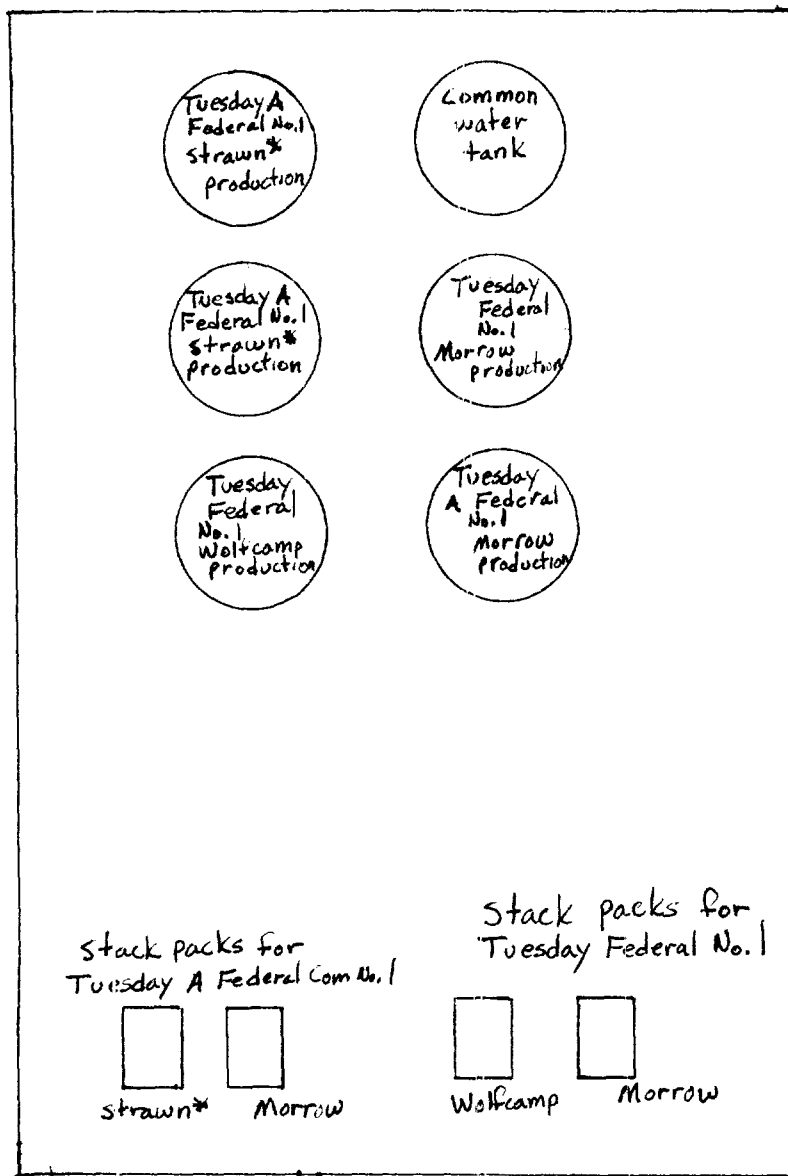 Tuesday A
Federal No.1
Strawn*
production
Common
water
tank
Tuesday A
Federal No.1
Strawn*
production
Tuesday
Federal
No.1
Morrow
production
Tuesday
Federal
No.1
Wolfcamp
production
Tuesday
A Federal
No.1
Morrow
production
Stack packs for
Tuesday A Federal Com No.1
Stack packs for
Tuesday Federal No.1
Strawn*
Morrow
Wolfcamp
Morrow